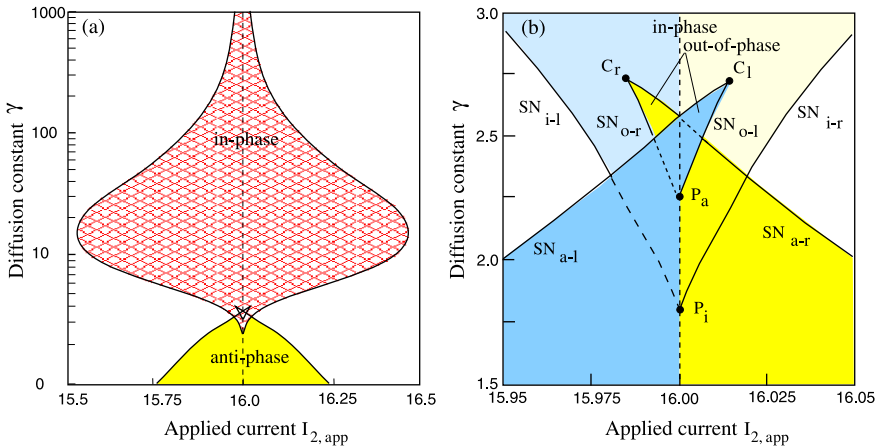 (a)
1000
100
10
0
Diffusion constant γ
in-phase
anti-phase
15.5
15.75
16.0
16.25
16.5
Applied current I2, app
(b)
3.0
2.5
2.0
1.5
Diffusion constant γ
in-phase
out-of-phase
Cr
Cl
SNi-l
SNo-r
SNo-l
SNi-r
Pa
SNa-l
SNa-r
Pi
15.95
15.975
16.00
16.025
16.05
Applied current I2, app